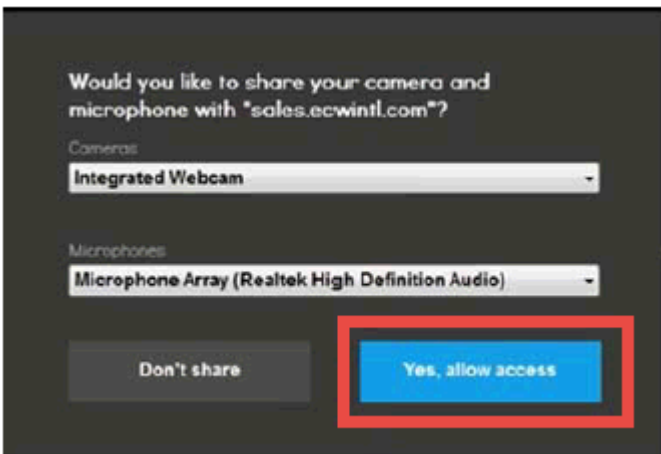 Would you like to share your camera and
microphone with "sales.ecwintl.com"?
Cameras
Integrated Webcam
Microphones
Microphone Array (Realtek High Definition Audio)
Don't share
Yes, allow access